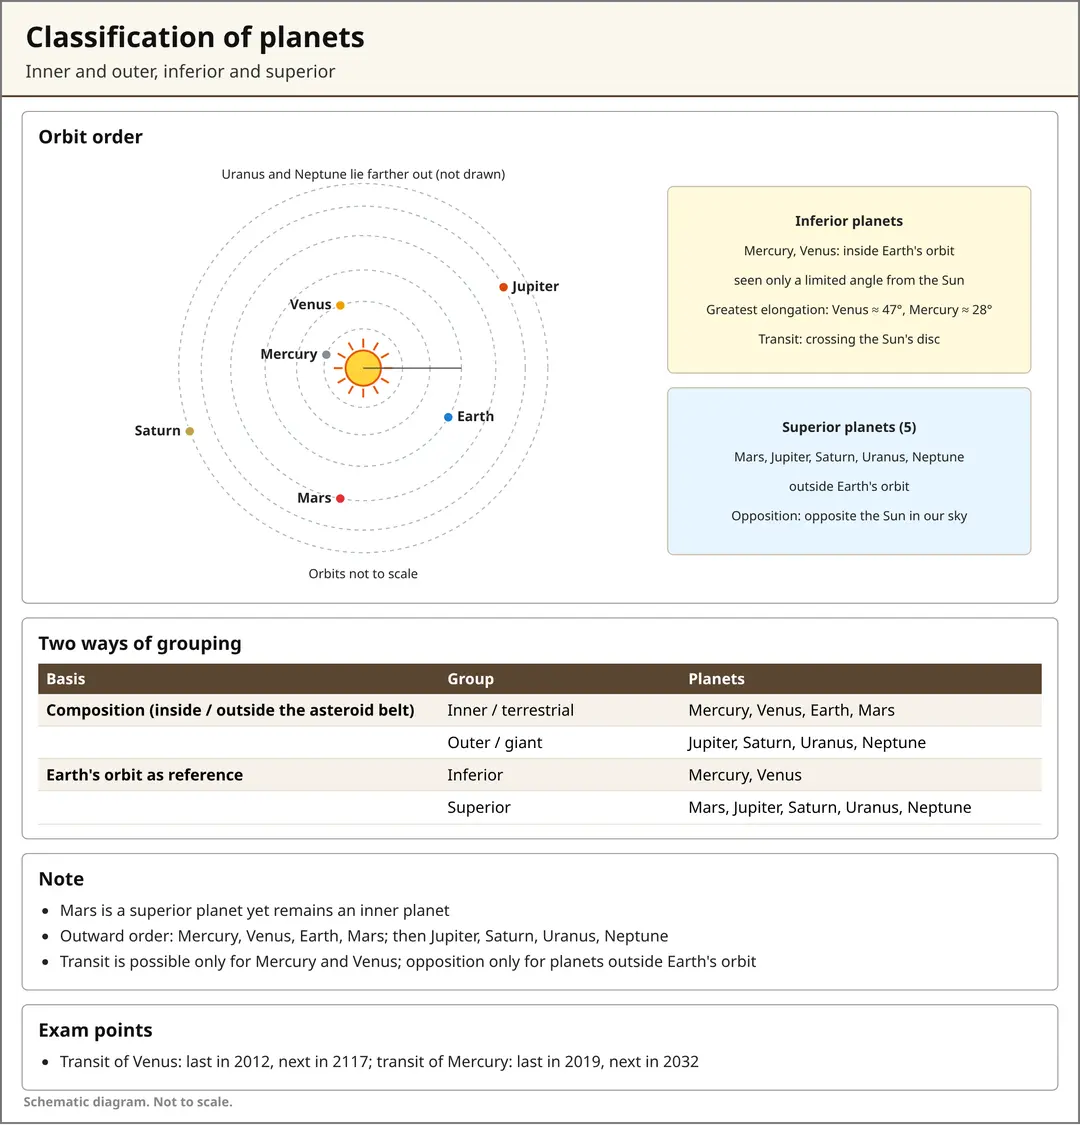 Classification of planets
Inner and outer, inferior and superior
Orbit order
Uranus and Neptune lie farther out (not drawn)
Jupiter
Venus
Mercury
Earth
Saturn
Mars
Orbits not to scale
Inferior planets
Mercury, Venus: inside Earth's orbit
seen only a limited angle from the Sun
Greatest elongation: Venus ≈ 47°, Mercury ≈ 28°
Transit: crossing the Sun's disc
Superior planets (5)
Mars, Jupiter, Saturn, Uranus, Neptune
outside Earth's orbit
Opposition: opposite the Sun in our sky
Two ways of grouping
Basis Group Planets
Composition (inside / outside the asteroid belt) Inner / terrestrial Mercury, Venus, Earth, Mars
Outer / giant Jupiter, Saturn, Uranus, Neptune
Earth's orbit as reference Inferior Mercury, Venus
Superior Mars, Jupiter, Saturn, Uranus, Neptune
Note
• Mars is a superior planet yet remains an inner planet
• Outward order: Mercury, Venus, Earth, Mars; then Jupiter, Saturn, Uranus, Neptune
• Transit is possible only for Mercury and Venus; opposition only for planets outside Earth's orbit
Exam points
• Transit of Venus: last in 2012, next in 2117; transit of Mercury: last in 2019, next in 2032
Schematic diagram. Not to scale.